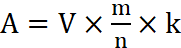 A = V × m/n × k